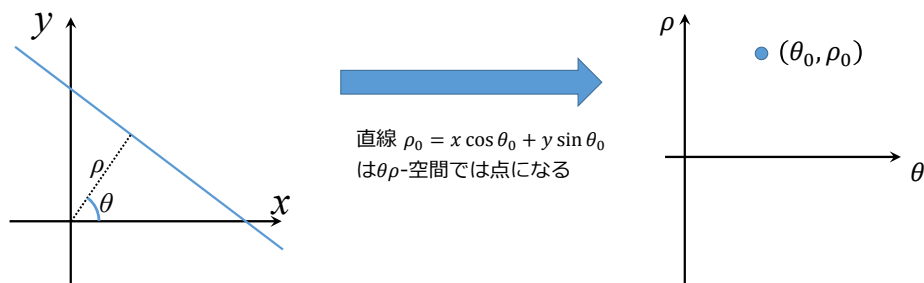 y
ρ
θ
x
直線 ρ₀ = x cos θ₀ + y sin θ₀
はθρ-空間では点になる
ρ
(θ₀, ρ₀)
θ